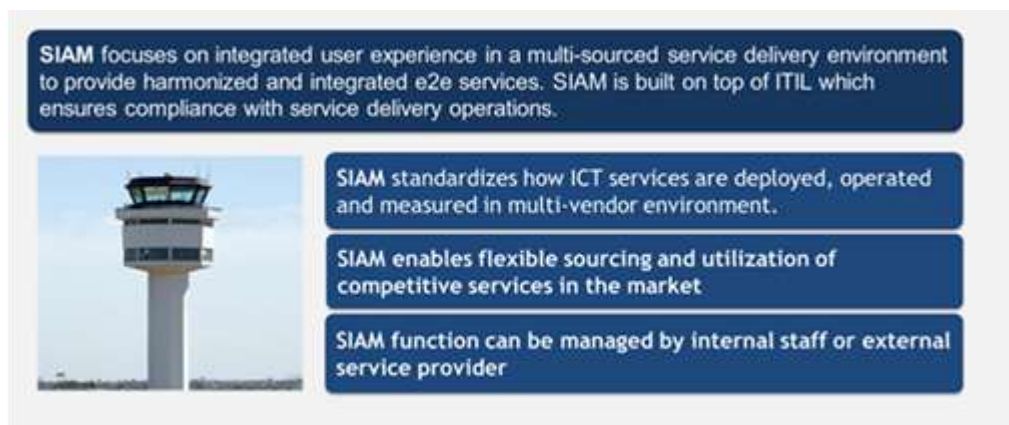 SIAM focuses on integrated user experience in a multi-sourced service delivery environment
to provide harmonized and integrated e2e services. SIAM is built on top of ITIL which
ensures compliance with service delivery operations.
SIAM standardizes how ICT services are deployed, operated
and measured in multi-vendor environment.
SIAM enables flexible sourcing and utilization of
competitive services in the market
SIAM function can be managed by internal staff or external
service provider